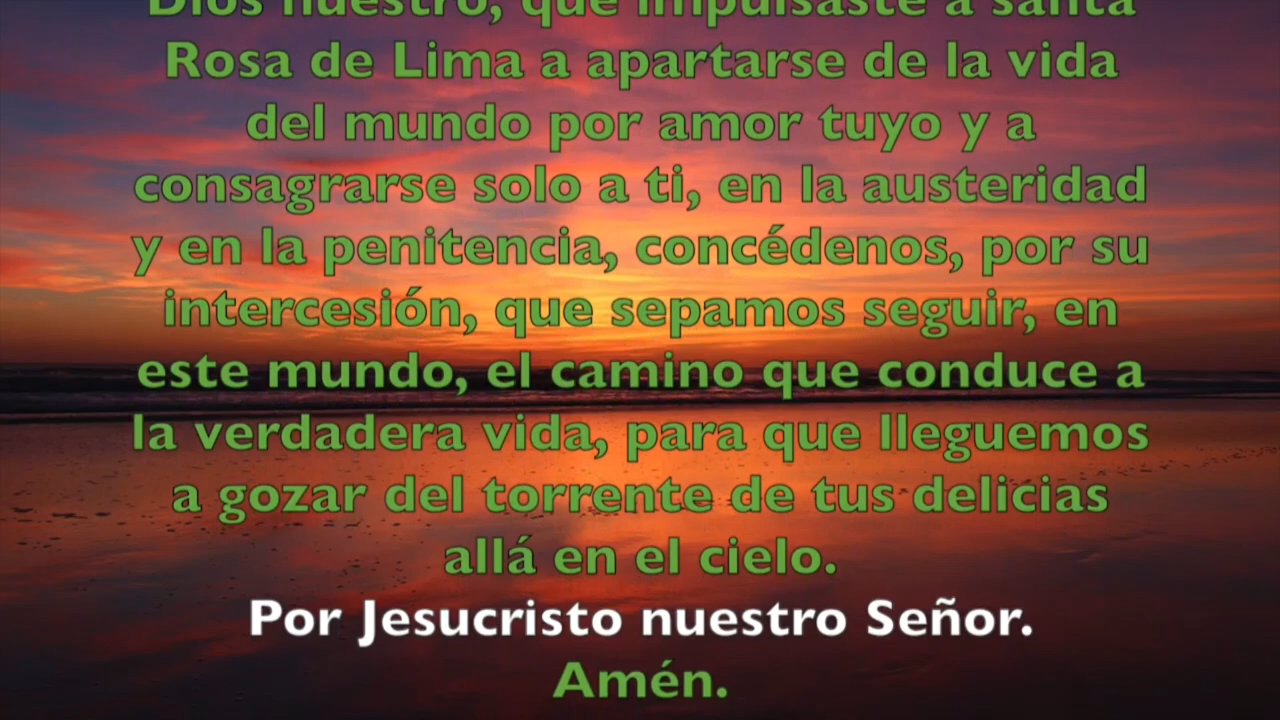 Dios nuestro, que impulsaste a santa
Rosa de Lima a apartarse de la vida
del mundo por amor tuyo y a
consagrarse solo a ti, en la austeridad
y en la penitencia, concédenos, por su
intercesión, que sepamos seguir, en
este mundo, el camino que conduce a
la verdadera vida, para que lleguemos
a gozar del torrente de tus delicias
allá en el cielo.
Por Jesucristo nuestro Señor.
Amén.